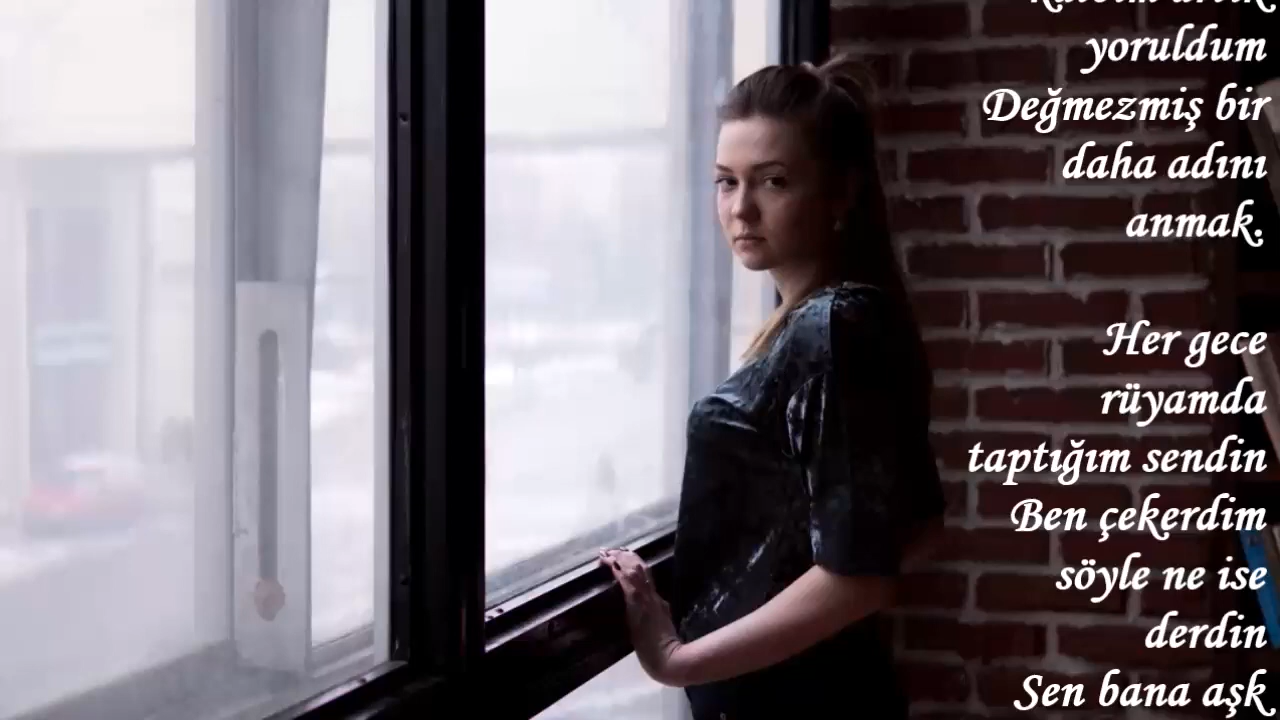 yoruldum
Değmezmiş bir
daha adını
anmak.
Her gece
rüyamda
taptığım sendin
Ben çekerdim
söyle ne ise
derdin
Sen bana aşk